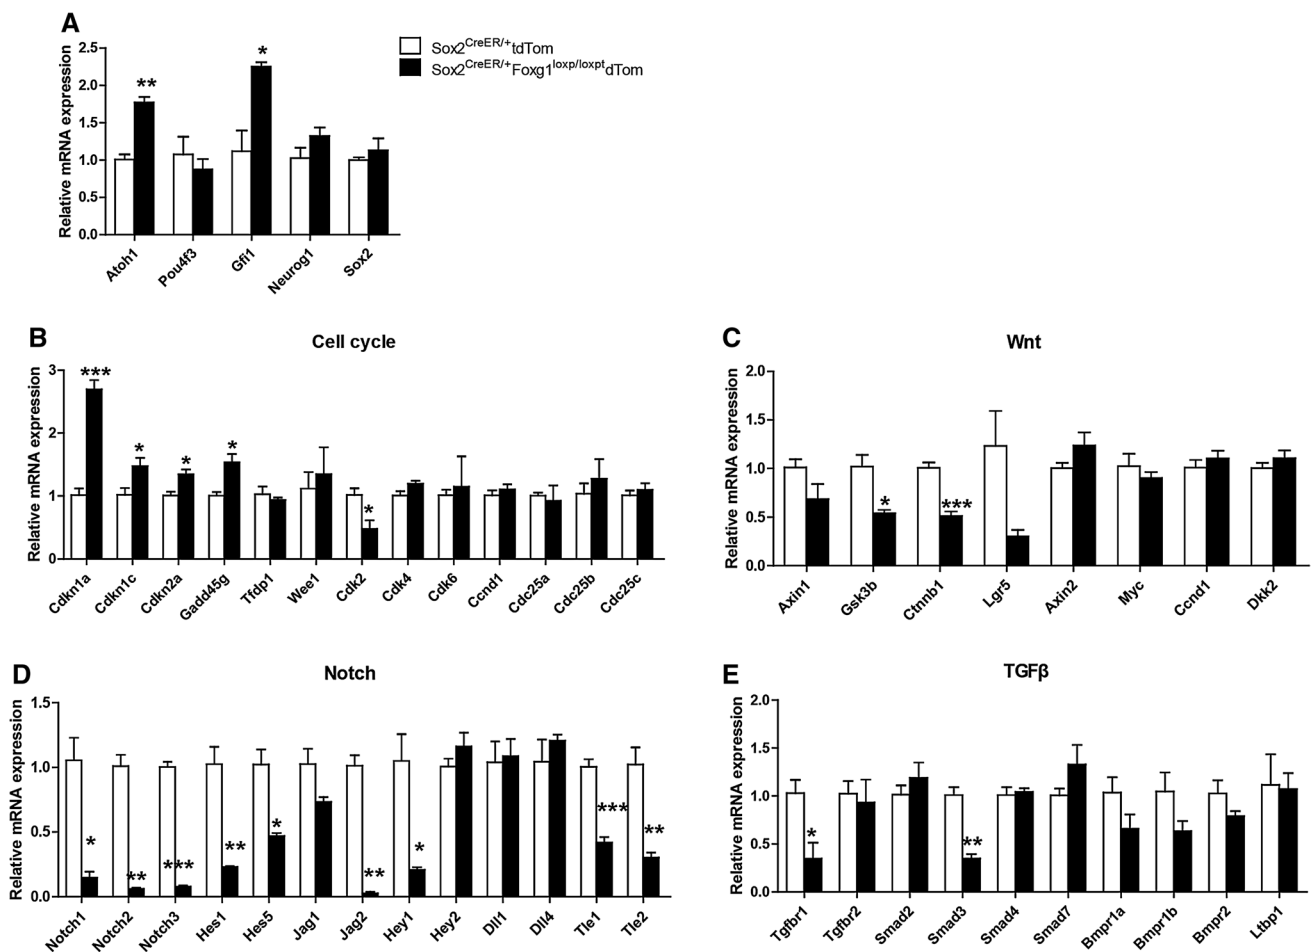 A
Relative mRNA expression
2.5
2.0
1.5
1.0
0.5
0.0
**
*
Atoh1
Pou4f3
Gfi1
Neurog1
Sox2
Sox2CreER/+tdTom
Sox2CreER/+Foxg1loxp/loxptdTom
B
Cell cycle
Relative mRNA expression
3
2
1
0
***
*
*
*
*
Cdkn1a
Cdkn1c
Cdkn2a
Gadd45g
Tfdp1
Wee1
Cdk2
Cdk4
Cdk6
Ccnd1
Cdc25a
Cdc25b
Cdc25c
C
Wnt
Relative mRNA expression
2.0
1.5
1.0
0.5
0.0
*
***
Axin1
Gsk3b
Ctnnb1
Lgr5
Axin2
Myc
Ccnd1
Dkk2
D
Notch
Relative mRNA expression
1.5
1.0
0.5
0.0
*
**
***
**
*
**
*
***
**
Notch1
Notch2
Notch3
Hes1
Hes5
Jag1
Jag2
Hey1
Hey2
Dll1
Dll4
Tle1
Tle2
E
TGFβ
Relative mRNA expression
2.0
1.5
1.0
0.5
0.0
*
**
Tgfbr1
Tgfbr2
Smad2
Smad3
Smad4
Smad7
Bmpr1a
Bmpr1b
Bmpr2
Ltbp1